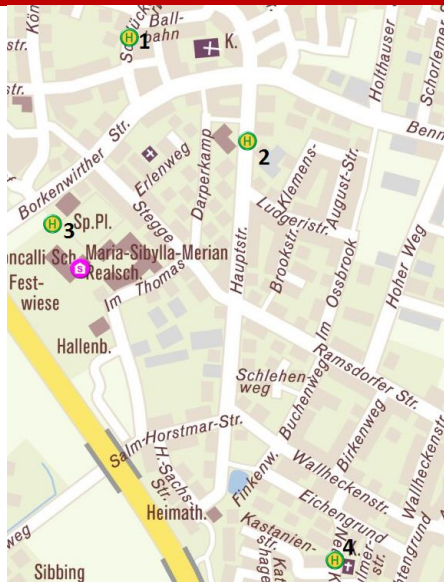 Ball-
bahn
1
K.
Holthauser
Borkenwirther Str.
Erlenweg
Darperkamp
2
Klemens-
August-Str.
Ludgeristr.
Stegge
Hauptstr.
Brookstr.
Hoher Weg
H
3
Sp.Pl.
Maria-Sibylla-Merian
Realsch.
Fest-
wiese
S
Im Thomas
Im Ossbrook
Hallenb.
Ramsdorfer Str.
Schlehen-
weg
Buchenweg
Birkenweg
Salm-Horstmar-Str.
H.-Sachs-
Str.
Wallheckenstr.
Wallheckenstr.
Finkenw.
Eichengrund
Heimath.
Kastanien-
str.
4
H
weg
Sibbing